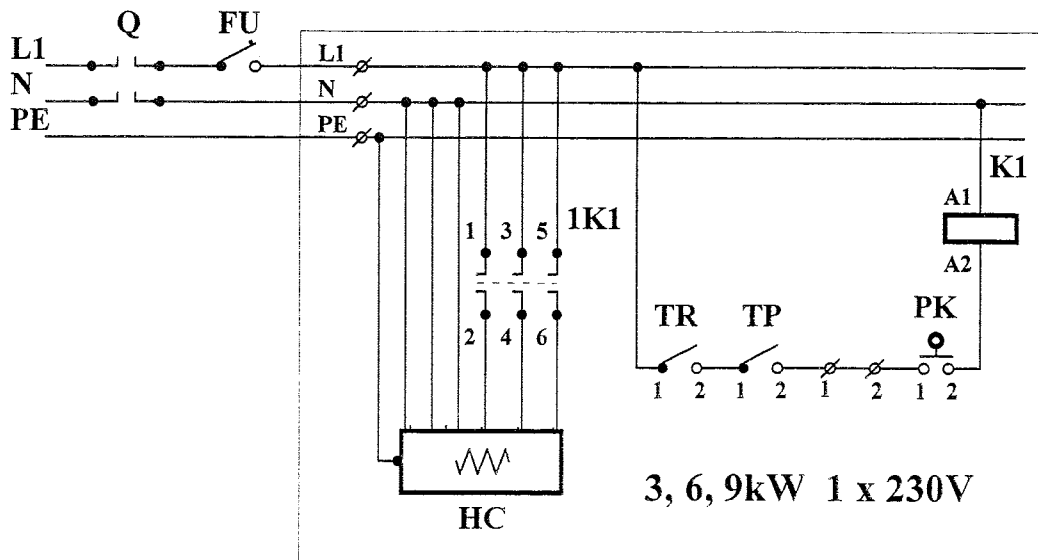 Q FU
L1 L1
N N
PE PE
K1
1 3 5 1K1
A1
A2
2 4 6
TR TP PK
1 2 1 2 1 2 1 2
3, 6, 9kW 1 x 230V
HC